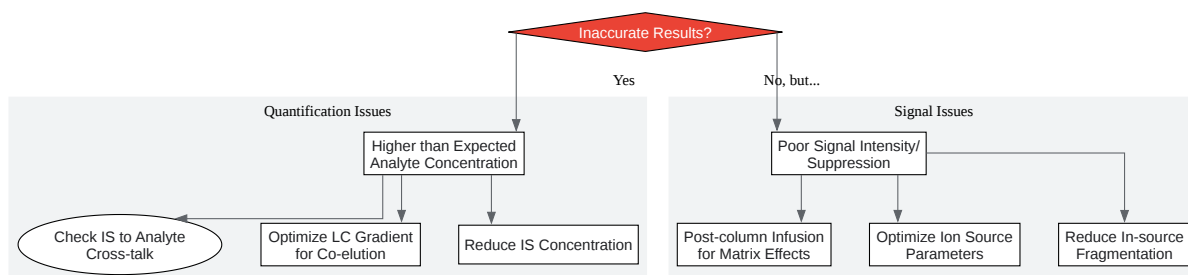 Inaccurate Results?
Yes
No, but...
Quantification Issues
Signal Issues
Higher than Expected
Analyte Concentration
Poor Signal Intensity/
Suppression
Check IS to Analyte
Cross-talk
Optimize LC Gradient
for Co-elution
Reduce IS Concentration
Post-column Infusion
for Matrix Effects
Optimize Ion Source
Parameters
Reduce In-source
Fragmentation